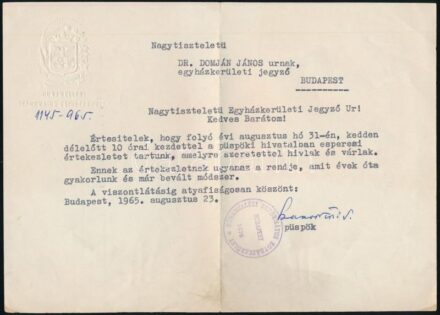 Nagytiszteletü
DR. DOMJÁN JÁNOS urnak,
egyházkerületi jegyző
BUDAPEST
1145-965.
Nagytiszteletü Egyházkerületi Jegyző Ur!
Kedves Barátom!
Értesitelek, hogy folyó évi augusztus hó 31-én, kedden
délelőtt 10 órai kezdettel a püspöki hivatalban esperesi
értekezletet tartunk, amelyre szeretettel hivlak és várlak.
Ennek az értekezletnek ugyanaz a rendje, amit évek óta
gyakorlunk és már bevált módszer.
A viszontlátásig atyafiságosan köszönt:
Budapest, 1965. augusztus 23.
püspök